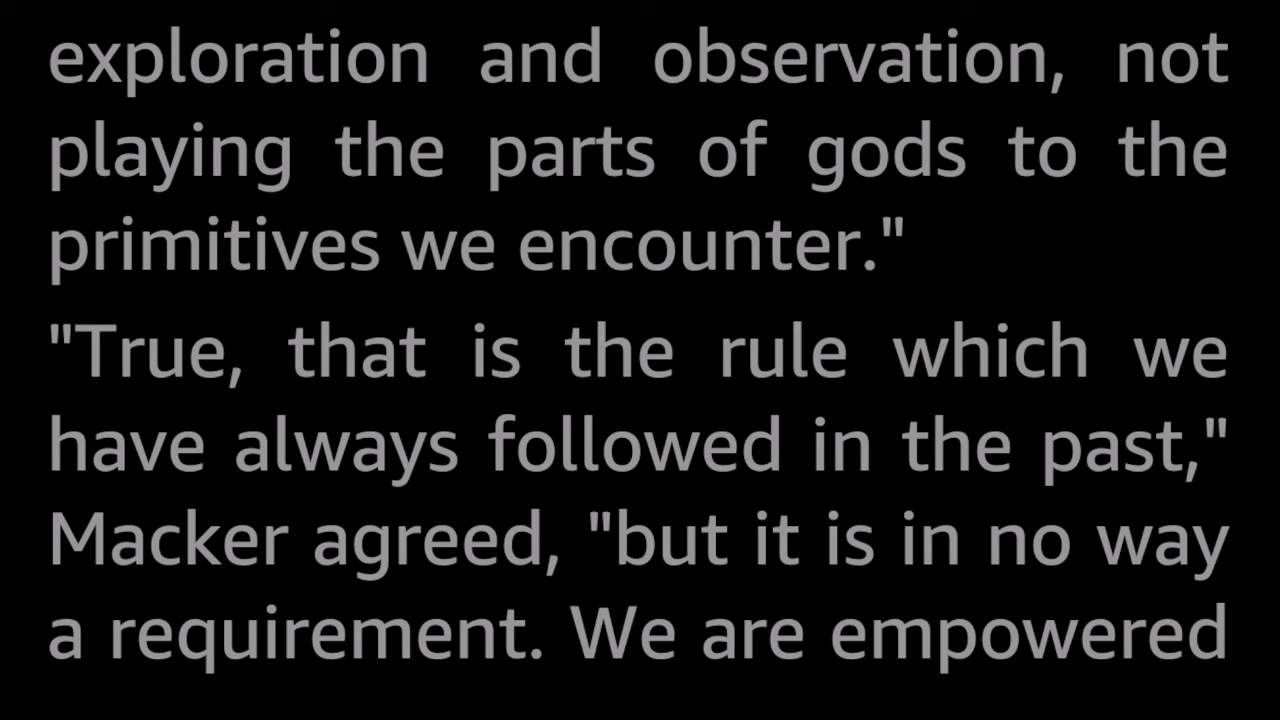 exploration and observation, not
playing the parts of gods to the
primitives we encounter."
"True, that is the rule which we
have always followed in the past,"
Macker agreed, "but it is in no way
a requirement. We are empowered